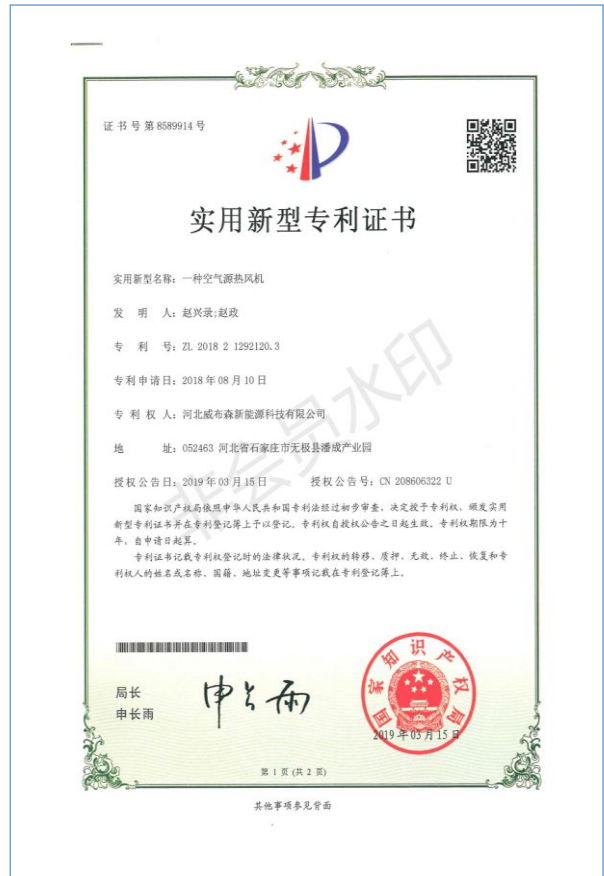 证书号第8589914号
实用新型专利证书
实用新型名称：一种空气源热风机
发 明 人：赵兴录;赵政
专 利 号：ZL 2018 2 1292120.3
专利申请日：2018年08月10日
专 利 权 人：河北威布森新能源科技有限公司
地 址：052463 河北省石家庄市无极县潘成产业园
授权公告日：2019年03月15日 授权公告号：CN 208606322 U
国家知识产权局依照中华人民共和国专利法经过初步审查，决定授予专利权，颁发实用
新型专利证书并在专利登记簿上予以登记。专利权自授权公告之日起生效。专利权期限为十
年，自申请日起算。
专利证书记载专利权登记时的法律状况。专利权的转移、质押、无效、终止、恢复和专
利权人的姓名或名称、国籍、地址变更等事项记载在专利登记簿上。
非会员水印
局长
申长雨
申长雨
国家知识产权局
2019年03月15日
第 1 页 (共 2 页)
其他事项参见背面